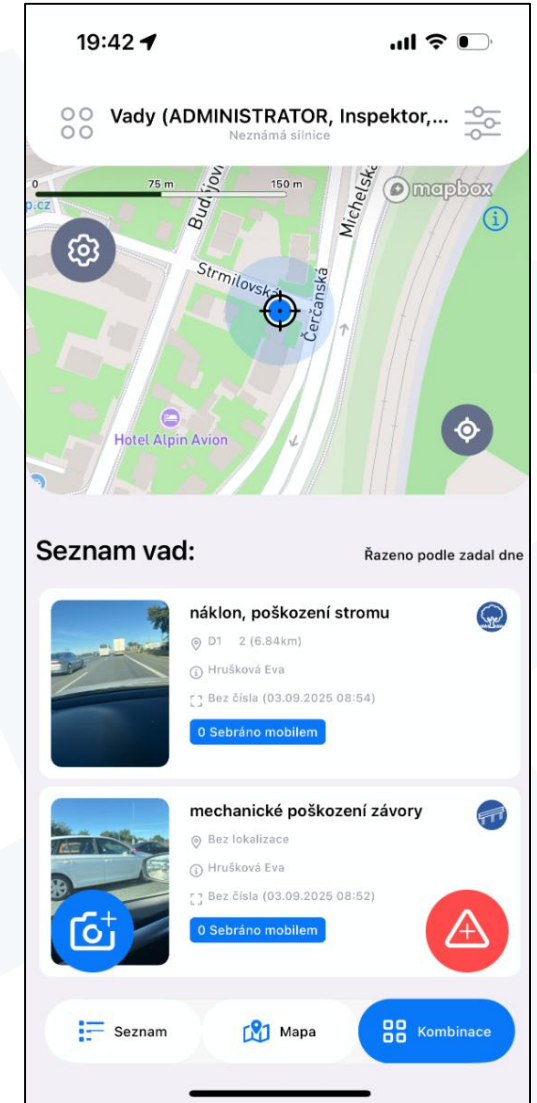 19:42
Vady (ADMINISTRATOR, Inspektor,...
Neznámá silnice
0 75 m 150 m
mapbox
p.cz
Michelsk
Strmilovsk
Čerčanská
Hotel Alpin Avion
Seznam vad:
Řazeno podle zadal dne
náklon, poškození stromu
D1 2 (6.84km)
Hrušková Eva
Bez čísla (03.09.2025 08:54)
0 Sebráno mobilem
mechanické poškození závory
Bez lokalizace
Hrušková Eva
Bez čísla (03.09.2025 08:52)
0 Sebráno mobilem
Seznam
Mapa
Kombinace